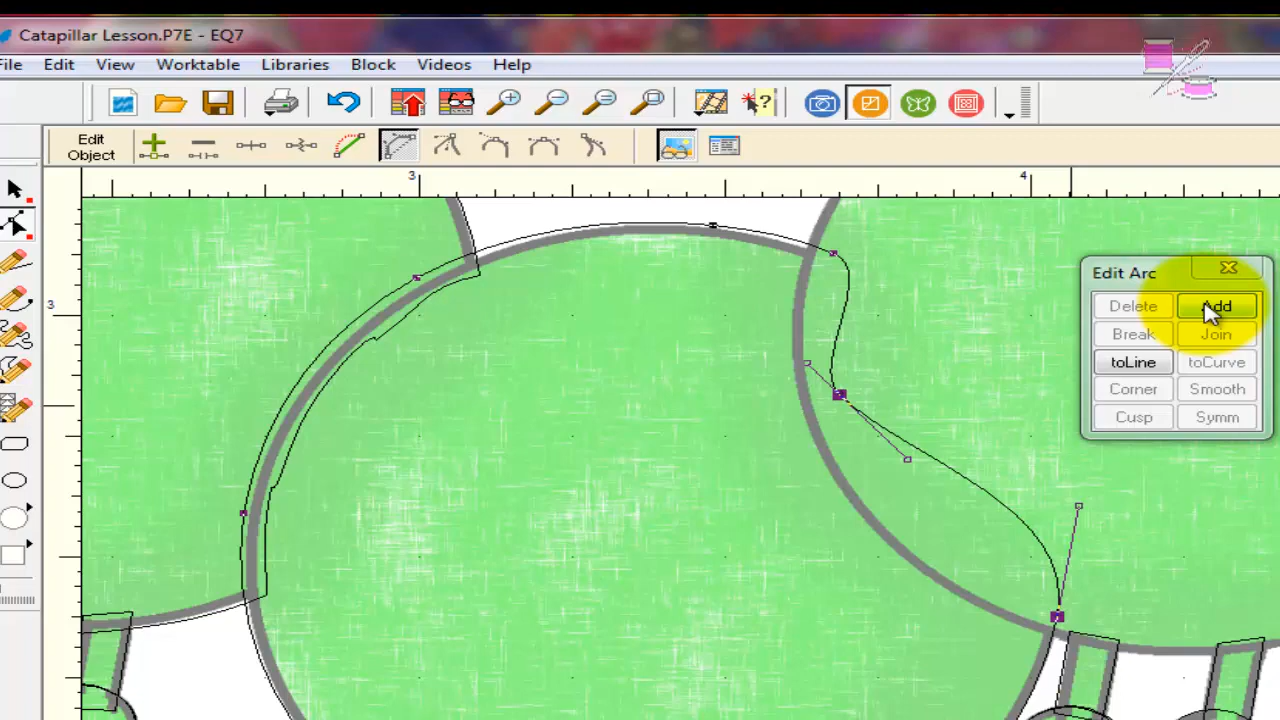 Catapillar Lesson.P7E - EQ7
File Edit View Worktable Libraries Block Videos Help
Edit
Object
3
4
3
Edit Arc
Delete Add
Break Join
toLine toCurve
Corner Smooth
Cusp Symm